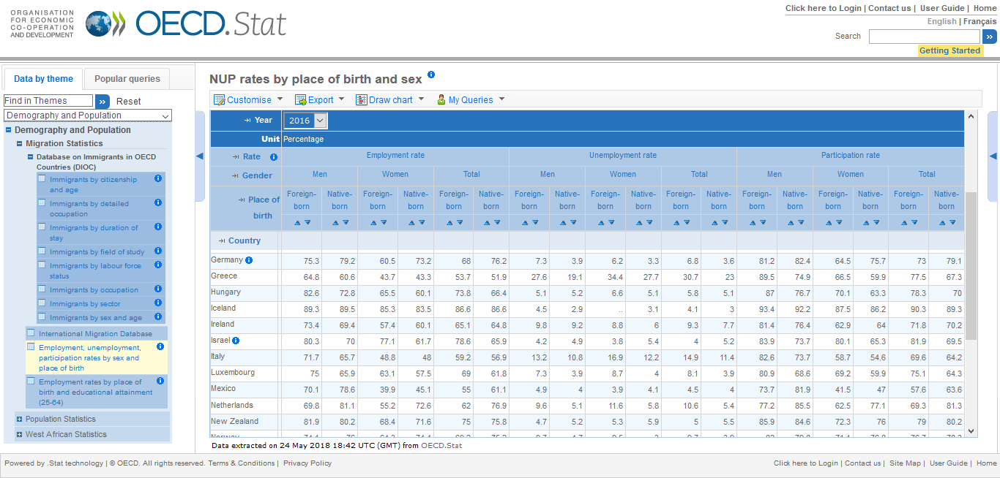 ORGANISATION
FOR ECONOMIC
CO-OPERATION
AND DEVELOPMENT
OECD.Stat
Click here to Login | Contact us | User Guide | Home
English | Français
Search
»
Getting Started
Data by theme
Popular queries
Find in Themes
»
Reset
Demography and Population
Demography and Population
Migration Statistics
Database on Immigrants in OECD
Countries (DIOC)
Immigrants by citizenship
and age
Immigrants by detailed
occupation
Immigrants by duration of
stay
Immigrants by field of study
Immigrants by labour force
status
Immigrants by occupation
Immigrants by sector
Immigrants by sex and age
International Migration Database
Employment, unemployment,
participation rates by sex and
place of birth
Employment rates by place of
birth and educational attainment
(25-64)
Population Statistics
West African Statistics
NUP rates by place of birth and sex
Customise Export Draw chart My Queries
Year 2016
Unit Percentage
Rate Employment rate Unemployment rate Participation rate
Gender Men Women Total Men Women Total Men Women Total
Place of birth Foreign-born Native-born Foreign-born Native-born Foreign-born Native-born Foreign-born Native-born Foreign-born Native-born Foreign-born Native-born Foreign-born Native-born Foreign-born Native-born Foreign-born Native-born
Country
Germany 75.3 79.2 60.5 73.2 68 76.2 7.3 3.9 6.2 3.3 6.8 3.6 81.2 82.4 64.5 75.7 73 79.1
Greece 64.8 60.6 43.7 43.3 53.7 51.9 27.6 19.1 34.4 27.7 30.7 23 89.5 74.9 66.5 59.9 77.5 67.3
Hungary 82.6 72.8 65.5 60.1 73.8 66.4 5.1 5.2 6.6 5.1 5.8 5.1 87 76.7 70.1 63.3 78.3 70
Iceland 89.3 89.5 85.3 83.5 86.6 86.6 4.5 2.9 .. 3.1 4.1 3 93.4 92.2 87.5 86.2 90.3 89.3
Ireland 73.4 69.4 57.4 60.1 65.1 64.8 9.8 9.2 8.8 6 9.3 7.7 81.4 76.4 62.9 64 71.8 70.2
Israel 80.3 70 77.1 61.7 78.6 65.9 4.2 4.9 3.8 5.4 4 5.2 83.9 73.7 80.1 65.3 81.9 69.5
Italy 71.7 65.7 48.8 48 59.2 56.9 13.2 10.8 16.9 12.2 14.9 11.4 82.6 73.7 58.7 54.6 69.6 64.2
Luxembourg 75 65.9 63.1 57.5 69 61.8 7.3 3.9 8.7 4 8.1 3.9 80.9 68.6 69.2 59.9 75.1 64.3
Mexico 70.1 78.6 39.9 45.1 55 61.1 4.9 4 3.9 4.1 4.5 4 73.7 81.9 41.5 47 57.6 63.6
Netherlands 69.8 81.1 55.2 72.6 62 76.9 9.6 5.1 11.6 5.8 10.6 5.4 77.2 85.5 62.5 77.1 69.3 81.3
New Zealand 81.9 80.2 68.4 71.6 75 75.8 4.7 5.2 5.3 5.9 5 5.5 85.9 84.6 72.3 76 79 80.2
Norway
Data extracted on 24 May 2018 18:42 UTC (GMT) from OECD.Stat
Powered by .Stat technology | © OECD. All rights reserved. Terms & Conditions | Privacy Policy
Click here to Login | Contact us | Site Map | User Guide | Home